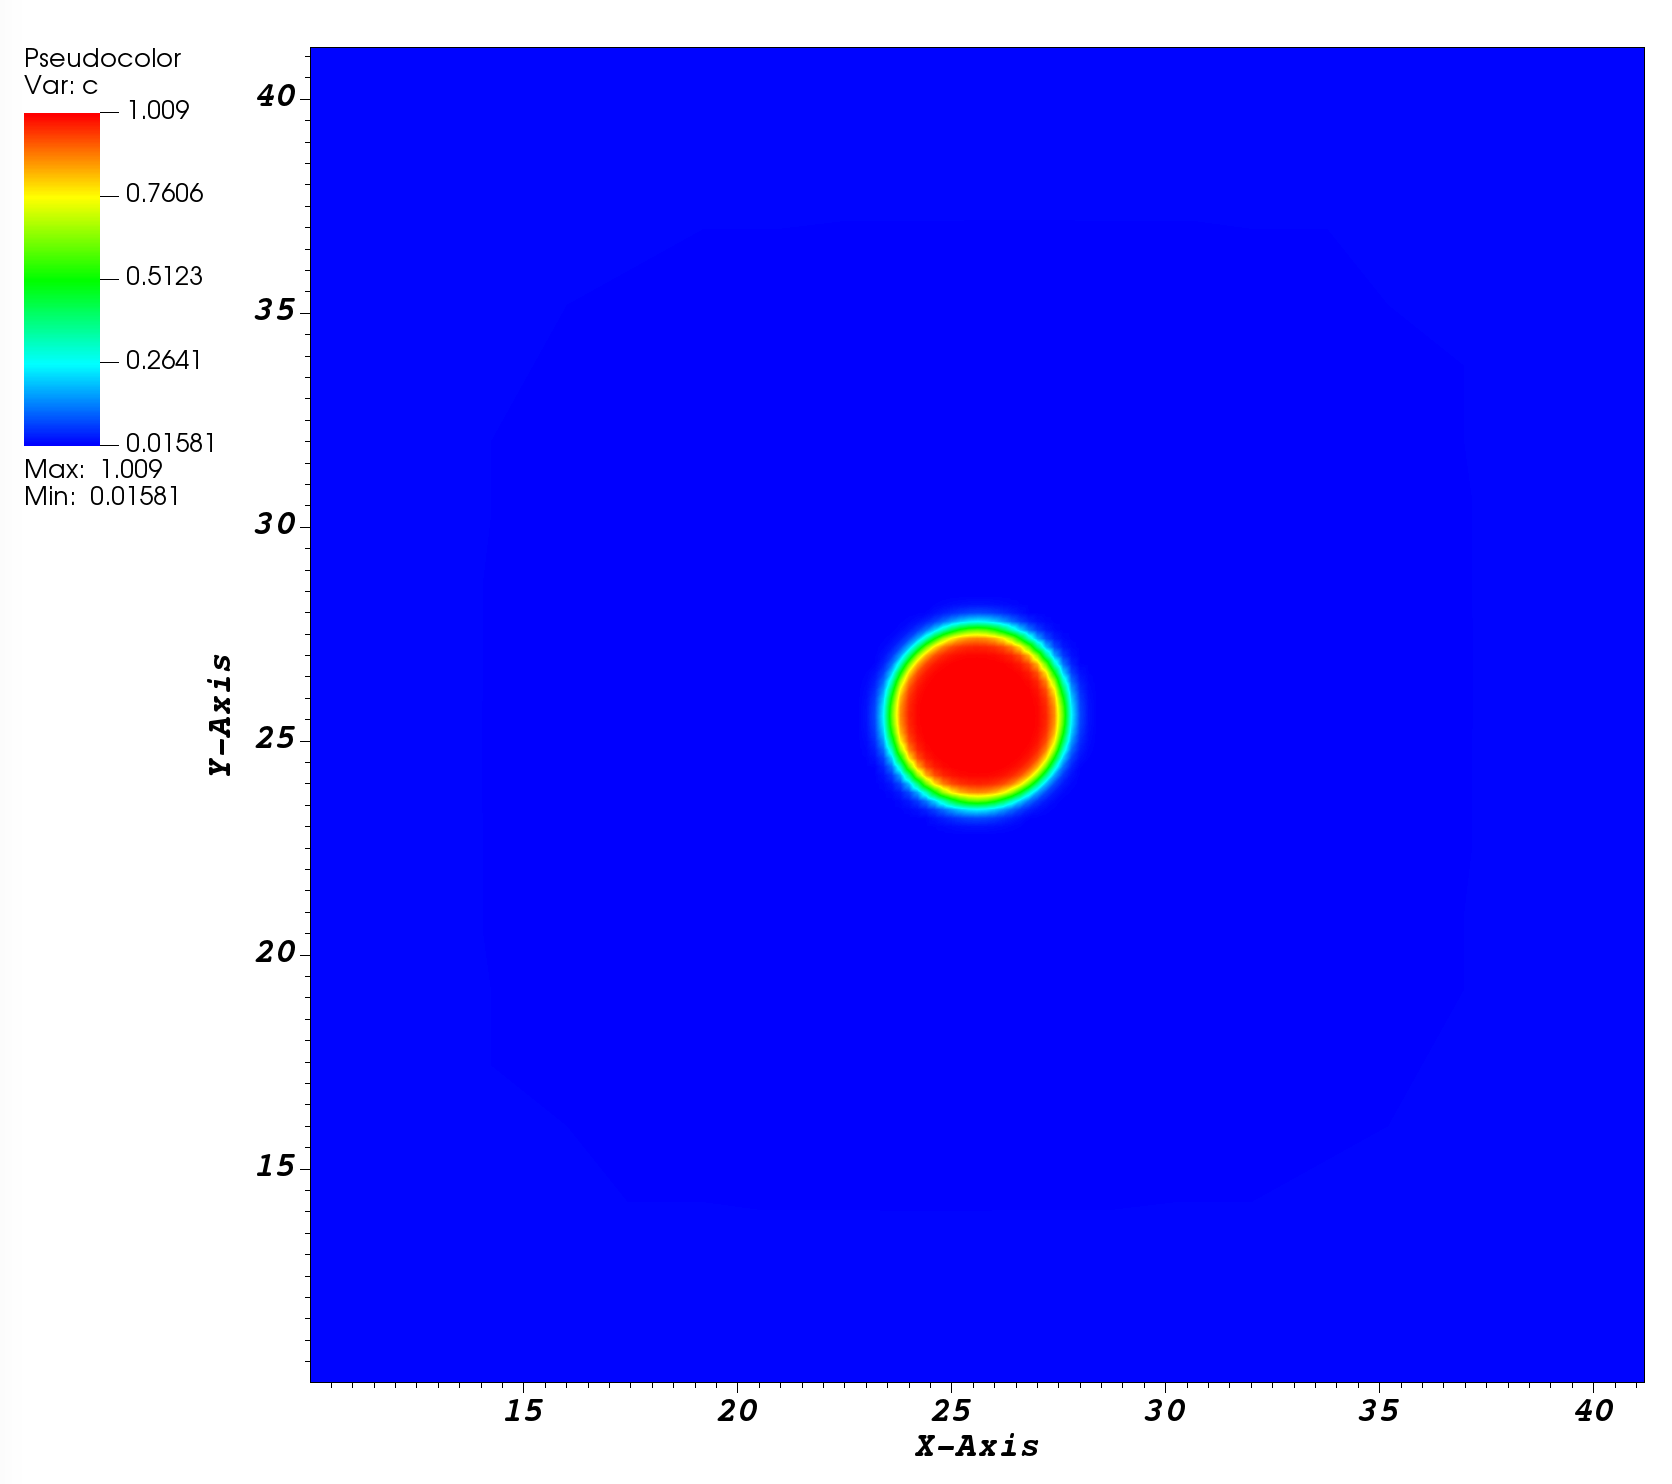 Pseudocolor
Var: c
1.009
0.7606
0.5123
0.2641
0.01581
Max: 1.009
Min: 0.01581
40
35
30
25
20
15
Y-Axis
15 20 25 30 35 40
X-Axis